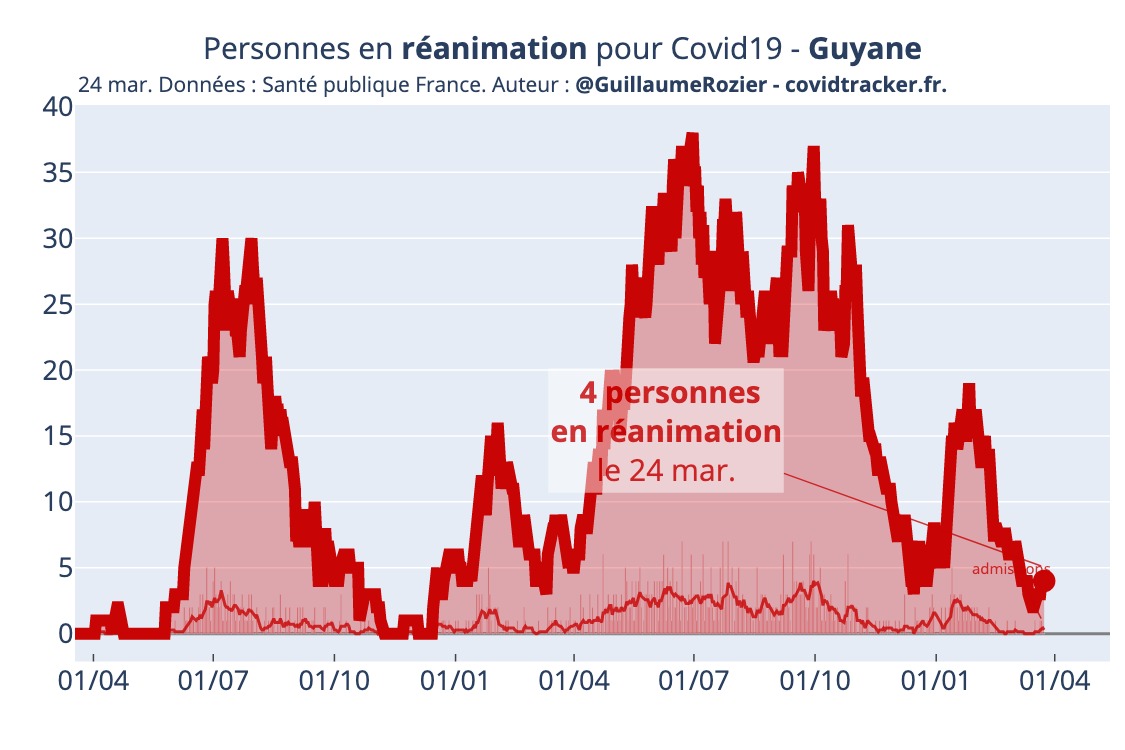 Personnes en réanimation pour Covid19 - Guyane
24 mar. Données : Santé publique France. Auteur : @GuillaumeRozier - covidtracker.fr.
40
35
30
25
20
15
10
5
0
4 personnes
en réanimation
le 24 mar.
admissions
01/04 01/07 01/10 01/01 01/04 01/07 01/10 01/01 01/04